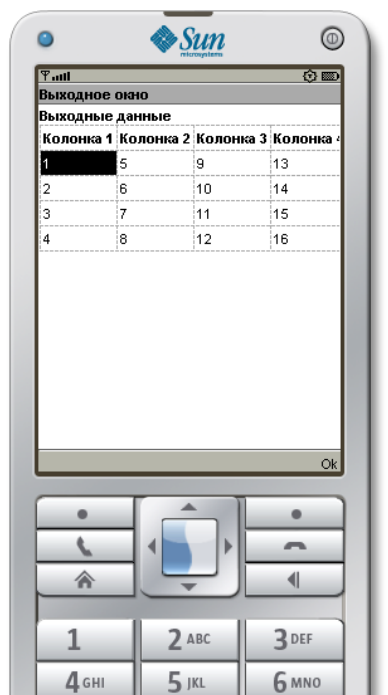 Sun
microsystems
Выходное окно
Выходные данные
Колонка 1 Колонка 2 Колонка 3 Колонка 4
1 5 9 13
2 6 10 14
3 7 11 15
4 8 12 16
Ok
1 2 ABC 3 DEF
4 GHI 5 JKL 6 MNO